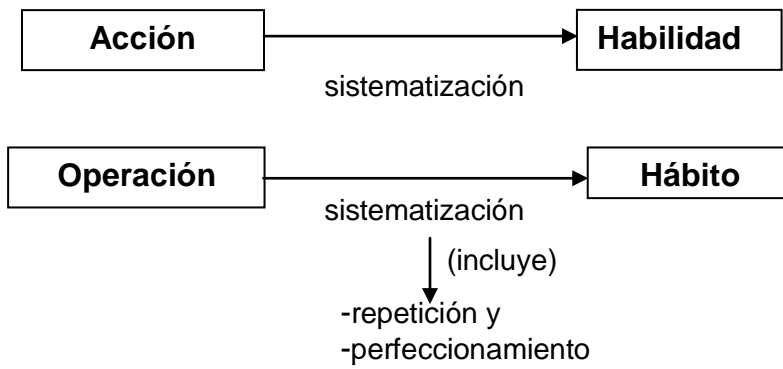 Acción
Habilidad
sistematización
Operación
Hábito
sistematización
(incluye)
-repetición y
-perfeccionamiento